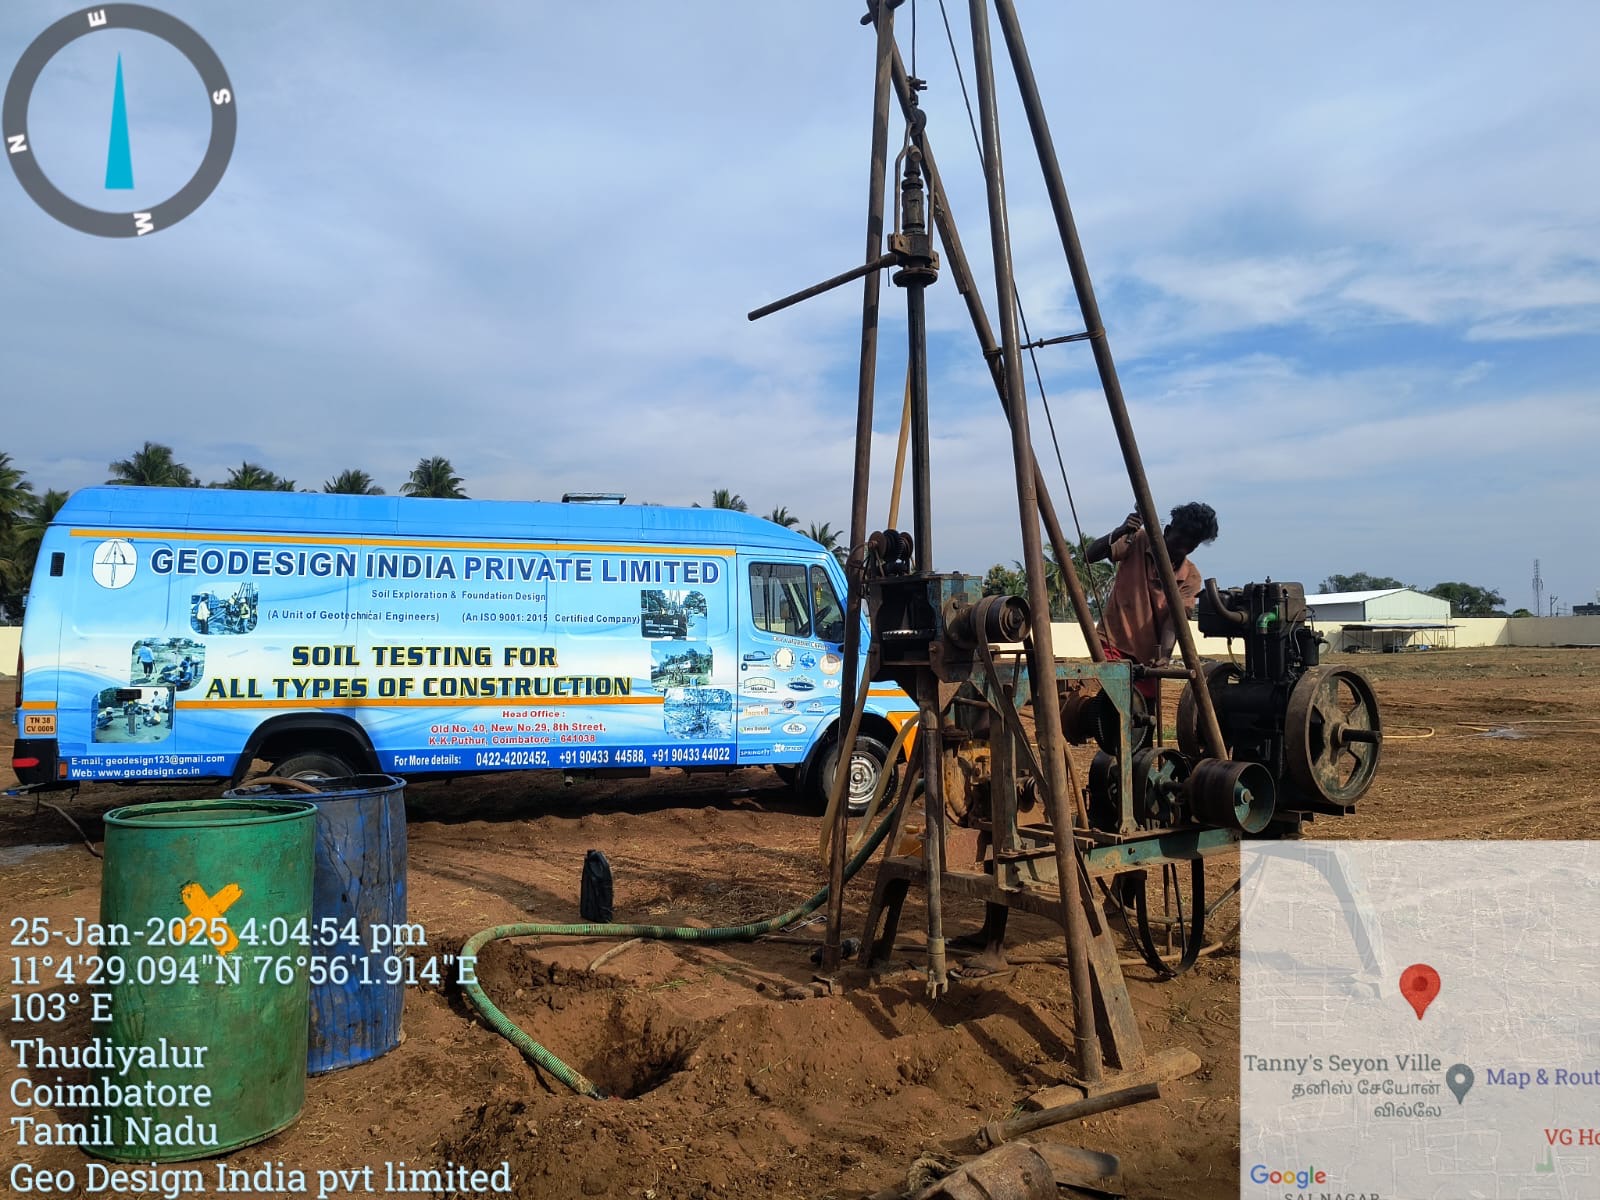 E
S
N
W
GEODESIGN INDIA PRIVATE LIMITED
Soil Exploration & Foundation Design
(A Unit of Geotechnical Engineers) (An ISO 9001: 2015 Certified Company)
SOIL TESTING FOR
ALL TYPES OF CONSTRUCTION
Head Office :
Old No. 40, New No.29, 8th Street,
K.K.Puthur, Coimbatore - 641038
For More details: 0422-4202452, +91 90433 44588, +91 90433 44022
TN 38
CV 0009
E-mail; geodesign123@gmail.com
Web: www.geodesign.co.in
SPRINGFIELD
25-Jan-2025 4:04:54 pm
11°4'29.094"N 76°56'1.914"E
103° E
Thudiyalur
Coimbatore
Tamil Nadu
Geo Design India pvt limited
Tanny's Seyon Ville
தனிஸ் சேயோன்
வில்லே
Map & Rout
VG Ho
Google
SAI NAGAR